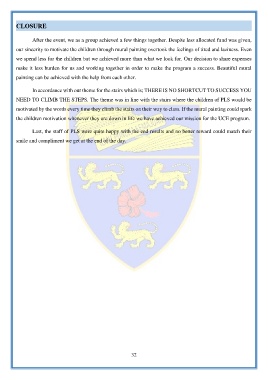 CLOSURE
After the event, we as a group achieved a few things together. Despite less allocated fund was given,
our sincerity to motivate the children through mural painting overtook the feelings of tired and laziness. Even
we spend less for the children but we achieved more than what we look for. Our decision to share expenses
make it less burden for us and working together in order to make the program a success. Beautiful mural
painting can be achieved with the help from each other.
In accordance with our theme for the stairs which is; THERE IS NO SHORTCUT TO SUCCESS YOU
NEED TO CLIMB THE STEPS. The theme was in line with the stairs where the children of PLS would be
motivated by the words every time they climb the stairs on their way to class. If the mural painting could spark
the children motivation whenever they are down in life we have achieved our mission for the UCE program.
Last, the staff of PLS were quite happy with the end results and no better reward could match their
smile and compliment we get at the end of the day.
32